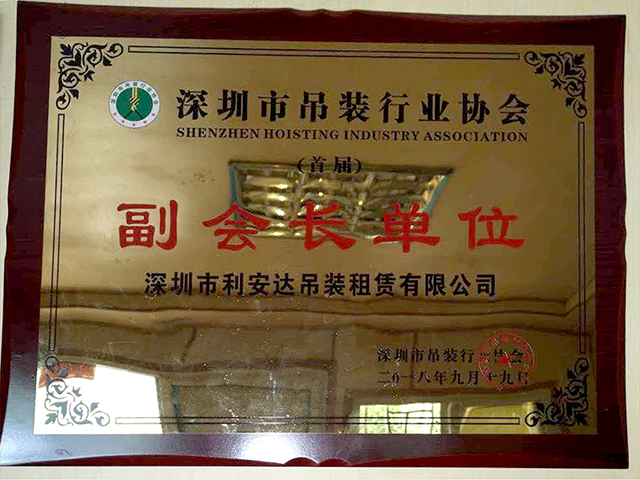 深圳市吊装行业协会
SHENZHEN HOISTING INDUSTRY ASSOCIATION
(首届)
副会长单位
深圳市利安达吊装租赁有限公司
深圳市吊装行业协会
二〇一八年九月十九日